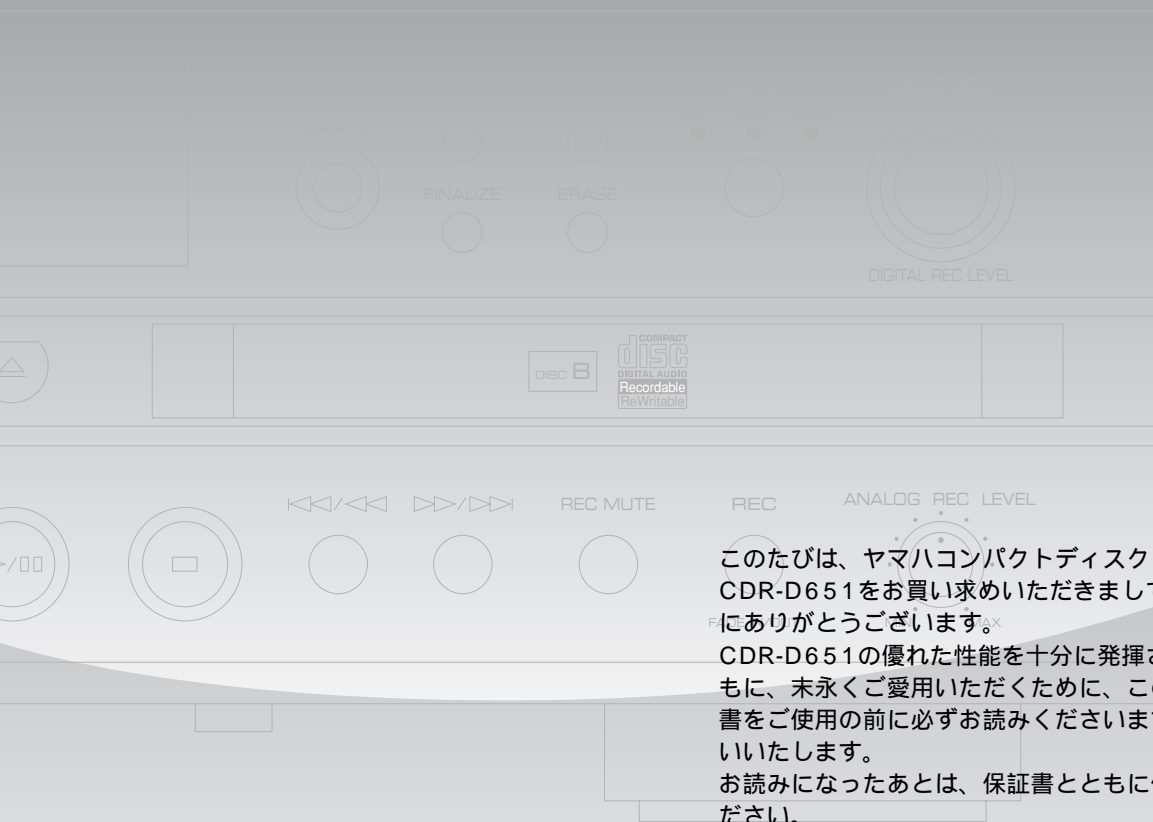 FINALIZE ERASE
DIGITAL REC LEVEL
DISC B
COMPACT
disc
DIGITAL AUDIO
Recordable
ReWritable
REC MUTE REC ANALOG REC LEVEL
MAX
このたびは、ヤマハコンパクトディスク
CDR-D651をお買い求めいただきまして
にありがとうございます。
CDR-D651の優れた性能を十分に発揮
もに、末永くご愛用いただくために、こ
書をご使用の前に必ずお読みくださいます
いいたします。
お読みになったあとは、保証書とともに
ださい。